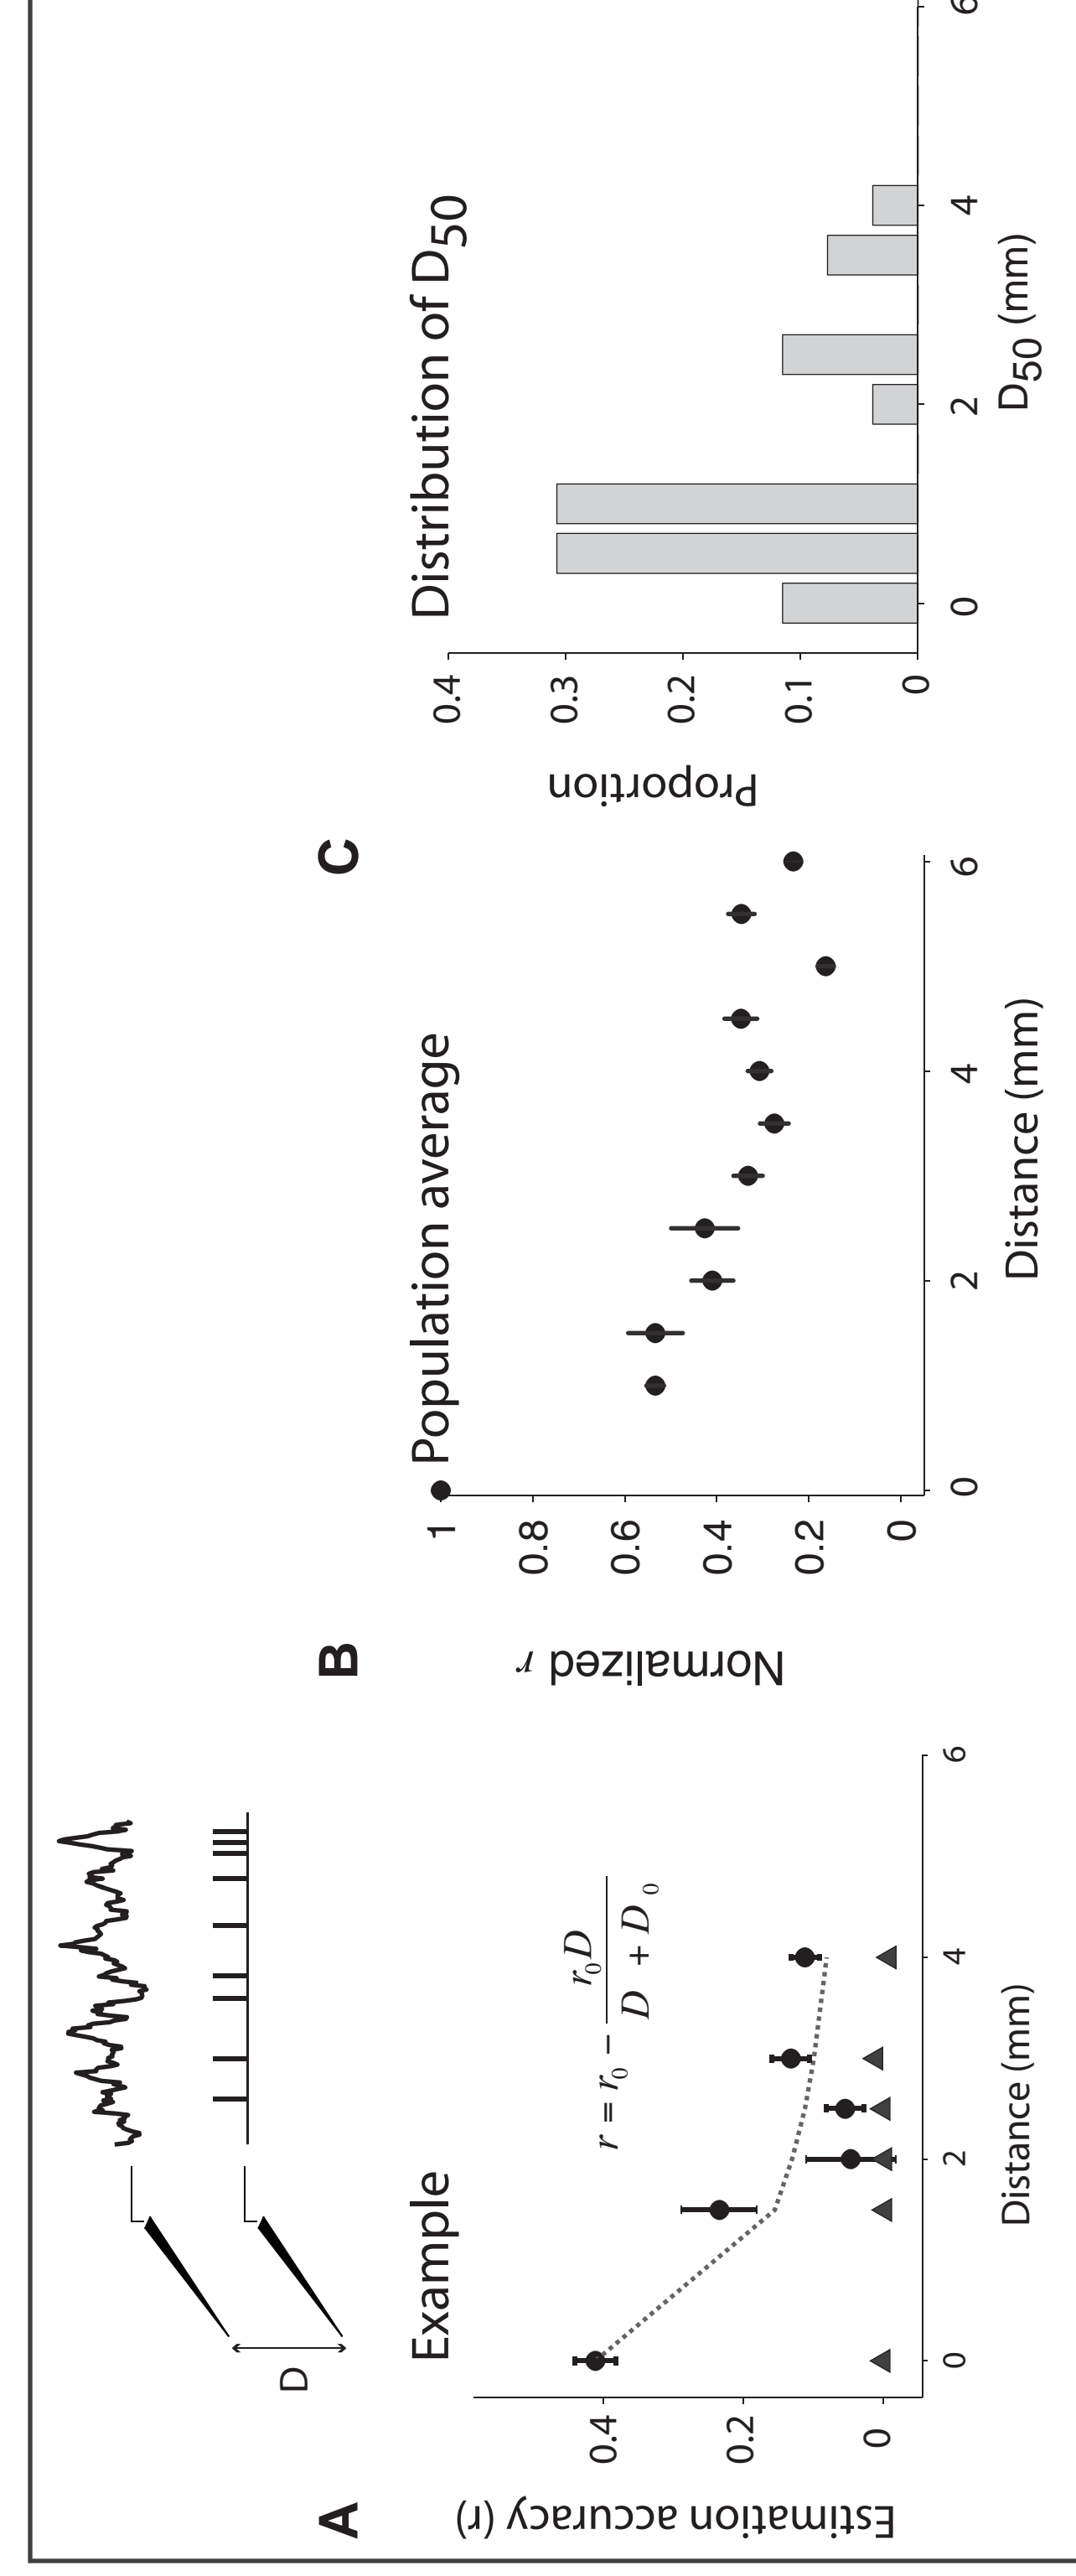 A
D
Example
r = r0 − r0D / D + D0
Estimation accuracy (r)
0.4
0.2
0
0 2 4 6
Distance (mm)
B
Population average
Normalized r
1
0.8
0.6
0.4
0.2
0
0 2 4 6
Distance (mm)
C
Distribution of D50
Proportion
0.4
0.3
0.2
0.1
0
0 2 4 6
D50 (mm)